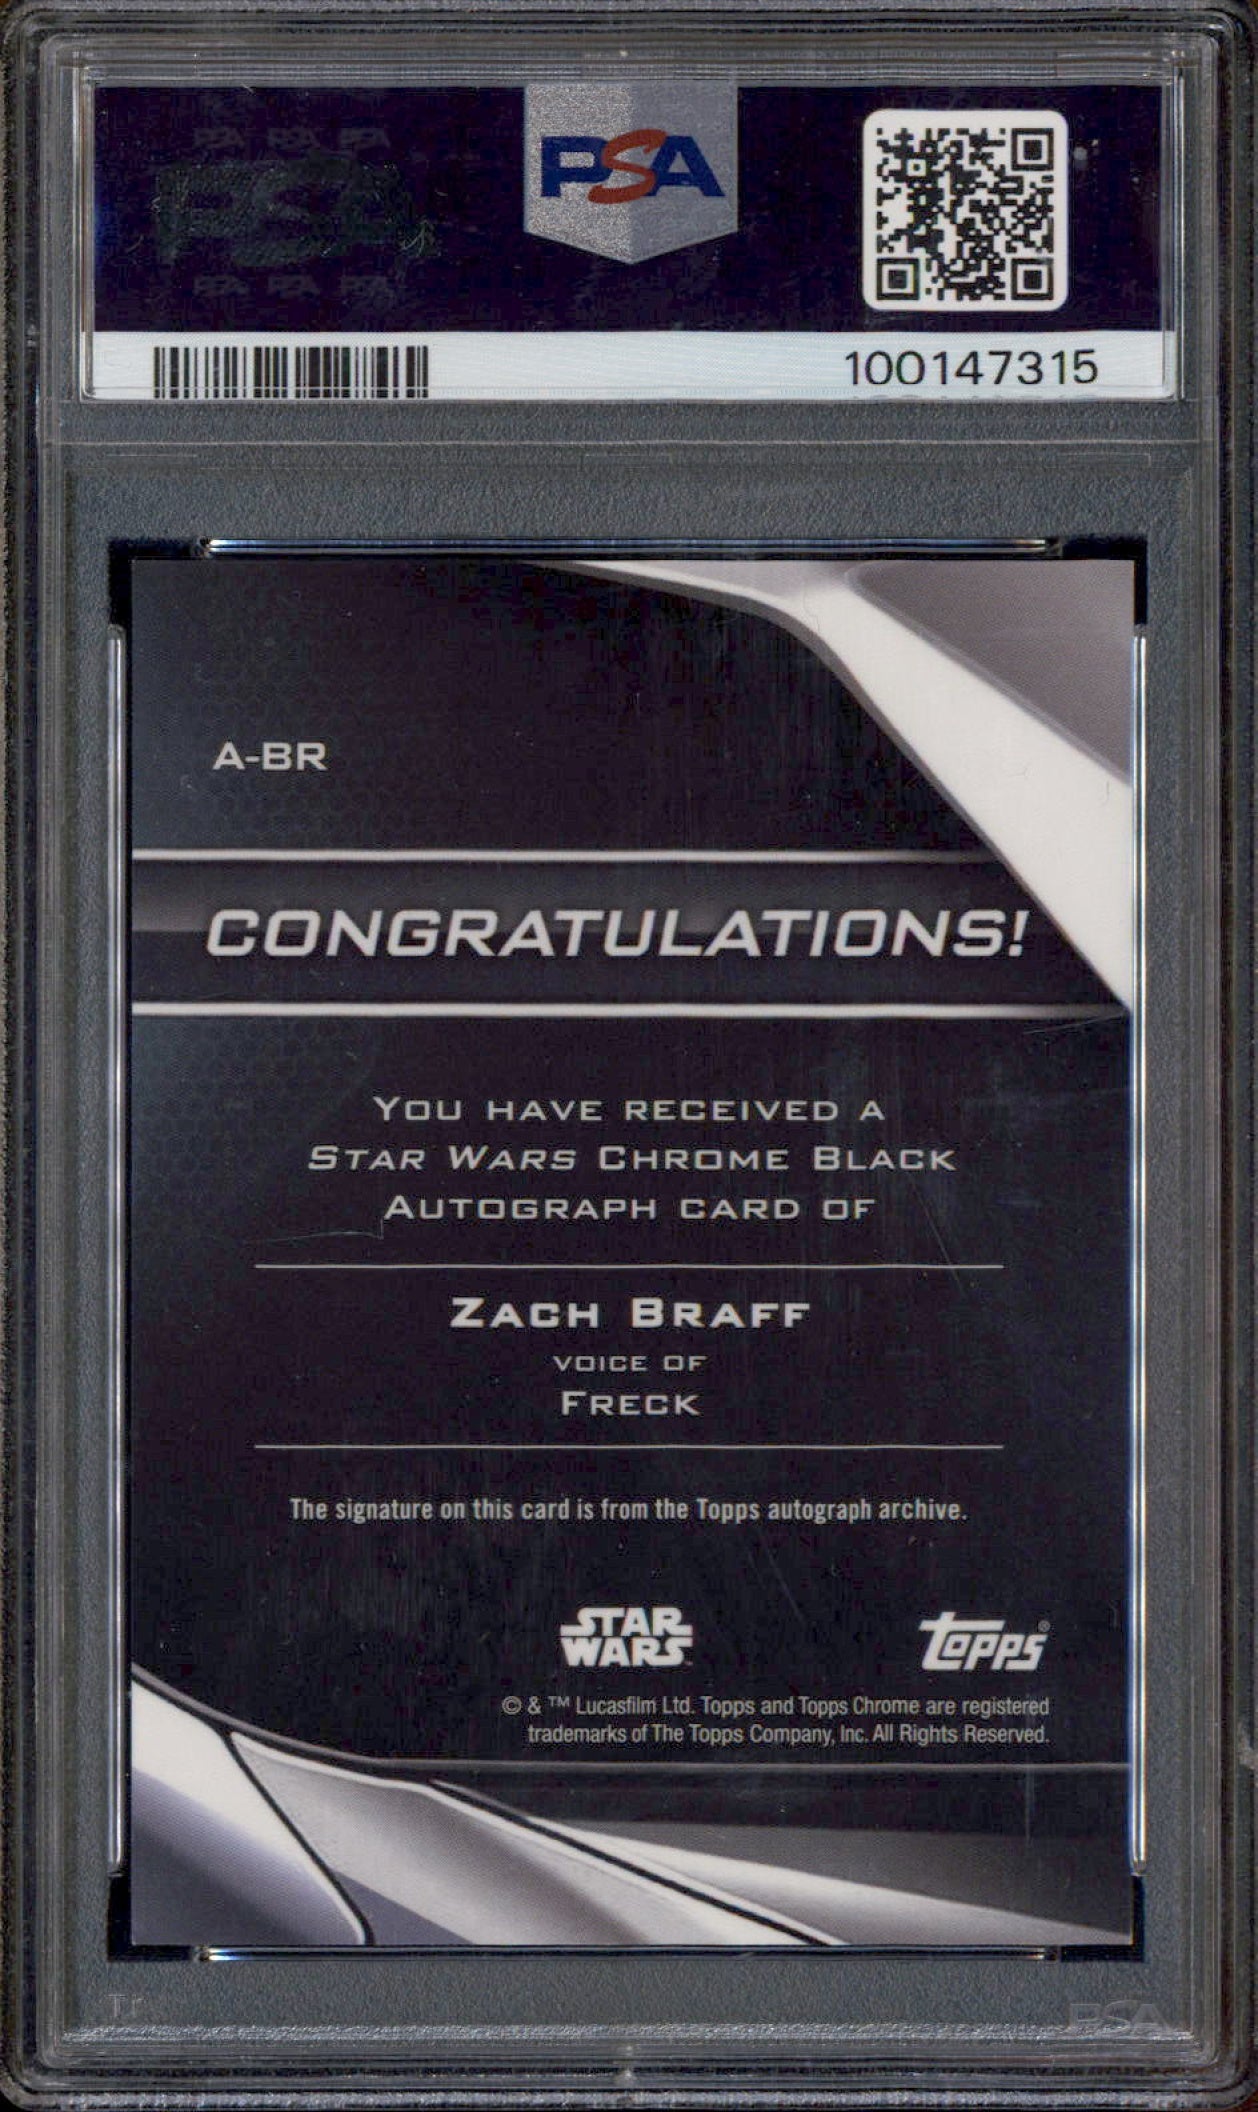 PSA
100147315
A-BR
CONGRATULATIONS!
YOU HAVE RECEIVED A
STAR WARS CHROME BLACK
AUTOGRAPH CARD OF
ZACH BRAFF
VOICE OF
FRECK
The signature on this card is from the Topps autograph archive.
STAR WARS
Topps®
© & ™ Lucasfilm Ltd. Topps and Topps Chrome are registered
trademarks of The Topps Company, Inc. All Rights Reserved.
PSA